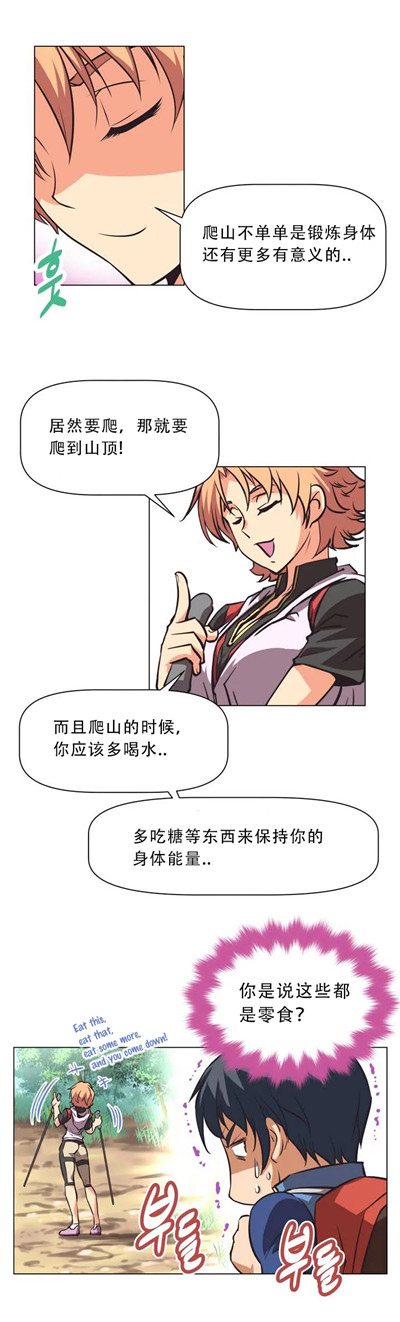 爬山不单单是锻炼身体
还有更多有意义的..
훗
居然要爬，那就要
爬到山顶!
而且爬山的时候，
你应该多喝水..
多吃糖等东西来保持你的
身体能量..
你是说这些都
是零食?
Eat this,
eat that,
eat some more,
and you come down!
부들
부들